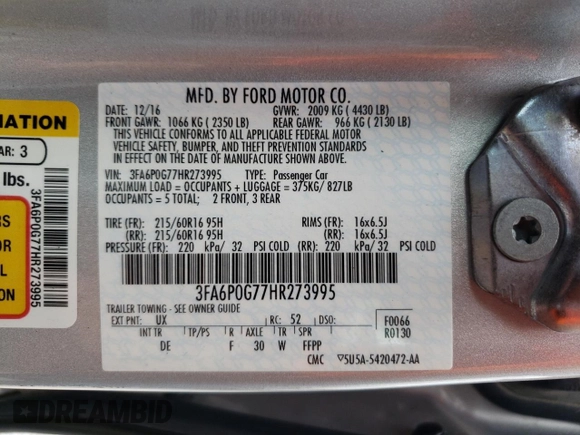 MFD. BY FORD MOTOR CO.
12/16 GVWR: 2009 KG ( 4430 LB)
FRONT GAWR: 1066 KG ( 2350 LB) REAR GAWR: 966 KG ( 2130 LB)
THIS VEHICLE CONFORMS TO ALL APPLICABLE FEDERAL MOTOR
VEHICLE SAFETY, BUMPER, AND THEFT PREVENTION STANDARDS
IN EFFECT ON THE DATE OF MANUFACTURE SHOWN ABOVE.
VIN: 3FA6P0G77HR273995 TYPE: Passenger Car
MAXIMUM LOAD = OCCUPANTS + LUGGAGE = 375KG/ 827LB
OCCUPANTS = 5 TOTAL; 2 FRONT, 3 REAR
TIRE (FR): 215/60R16 95H RIMS (FR): 16x6.5J
(RR): 215/60R16 95H (RR): 16x6.5J
PRESSURE (FR): 220 kPa/ 32 PSI COLD (RR): 220 kPa/ 32 PSI COLD
3FA6P0G77HR273995
TRAILER TOWING - SEE OWNER GUIDE
EXT PNT: UX RC: 52 DSO: F0066
R0130
INT TR TP/PS R AXLE TR SPR
DE F 30 W FFPP
CMC 5U5A-5420472-AA
MATION
AR: 3
lbs.
RS
OR
L
ON
3FA6P0G77HR273995
DREAMBID